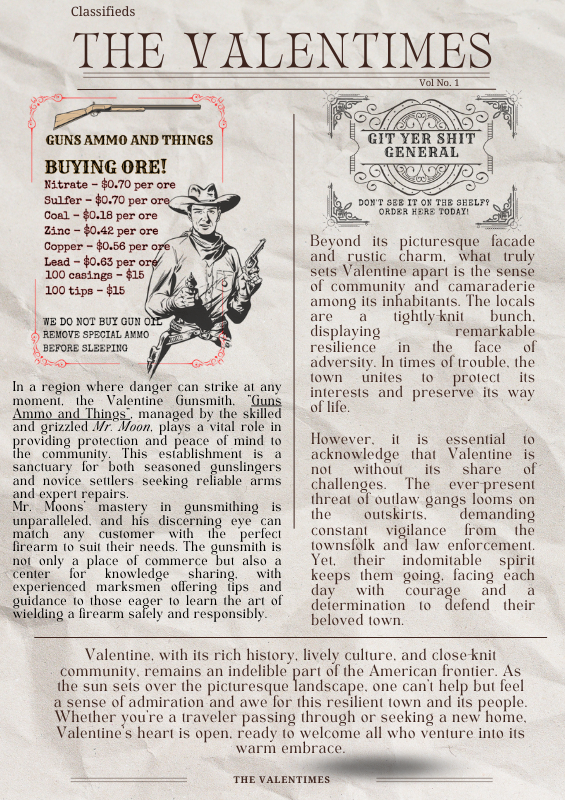 Classifieds
THE VALENTIMES
Vol No. 1
GUNS AMMO AND THINGS
BUYING ORE!
Nitrate – $0.70 per ore
Sulfer – $0.70 per ore
Coal – $0.18 per ore
Zinc – $0.42 per ore
Copper – $0.56 per ore
Lead – $0.63 per ore
100 casings – $15
100 tips – $15
WE DO NOT BUY GUN OIL
REMOVE SPECIAL AMMO
BEFORE SLEEPING
In a region where danger can strike at any
moment, the Valentine Gunsmith, "Guns
Ammo and Things", managed by the skilled
and grizzled Mr. Moon, plays a vital role in
providing protection and peace of mind to
the community. This establishment is a
sanctuary for both seasoned gunslingers
and novice settlers seeking reliable arms
and expert repairs.
Mr. Moons' mastery in gunsmithing is
unparalleled, and his discerning eye can
match any customer with the perfect
firearm to suit their needs. The gunsmith is
not only a place of commerce but also a
center for knowledge sharing, with
experienced marksmen offering tips and
guidance to those eager to learn the art of
wielding a firearm safely and responsibly.
GIT YER SHIT
GENERAL
DON'T SEE IT ON THE SHELF?
ORDER HERE TODAY!
Beyond its picturesque facade
and rustic charm, what truly
sets Valentine apart is the sense
of community and camaraderie
among its inhabitants. The locals
are a tightly-knit bunch,
displaying remarkable
resilience in the face of
adversity. In times of trouble, the
town unites to protect its
interests and preserve its way
of life.
However, it is essential to
acknowledge that Valentine is
not without its share of
challenges. The ever-present
threat of outlaw gangs looms on
the outskirts, demanding
constant vigilance from the
townsfolk and law enforcement.
Yet, their indomitable spirit
keeps them going, facing each
day with courage and a
determination to defend their
beloved town.
Valentine, with its rich history, lively culture, and close-knit
community, remains an indelible part of the American frontier. As
the sun sets over the picturesque landscape, one can't help but feel
a sense of admiration and awe for this resilient town and its people.
Whether you're a traveler passing through or seeking a new home,
Valentine's heart is open, ready to welcome all who venture into its
warm embrace.
THE VALENTIMES